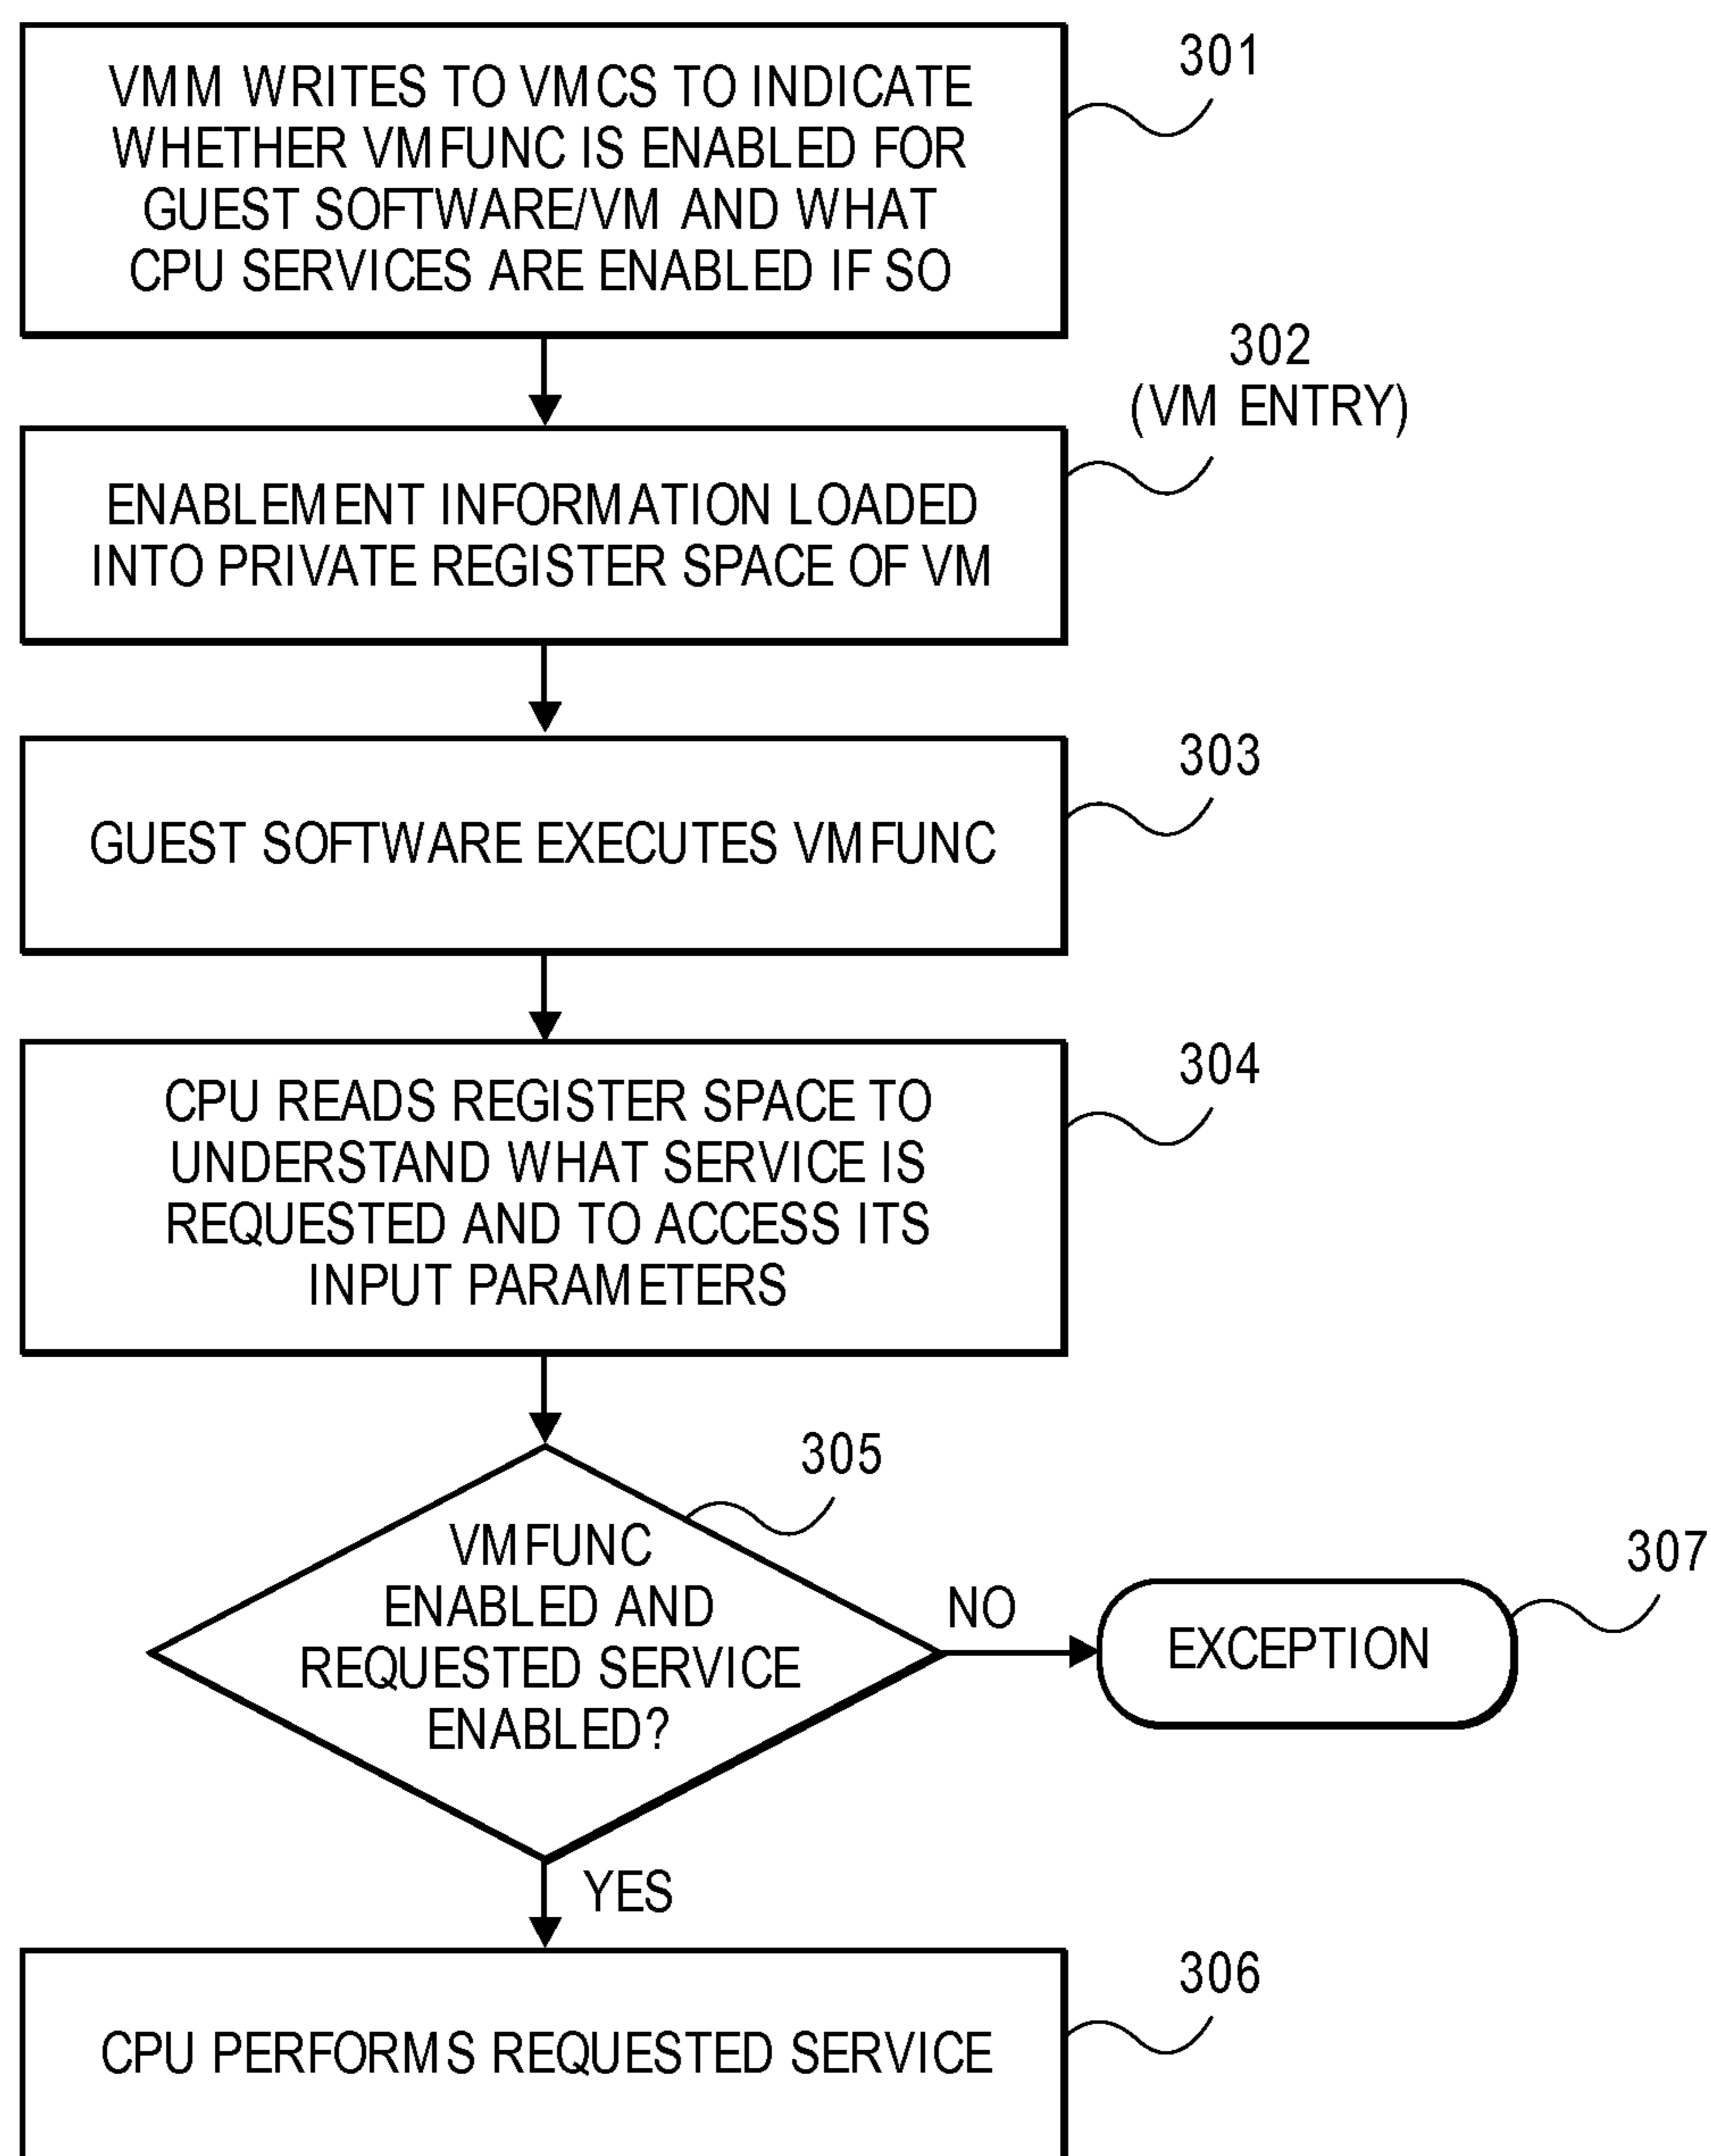 301
VMM WRITES TO VMCS TO INDICATE
WHETHER VMFUNC IS ENABLED FOR
GUEST SOFTWARE/VM AND WHAT
CPU SERVICES ARE ENABLED IF SO
302
(VM ENTRY)
ENABLEMENT INFORMATION LOADED
INTO PRIVATE REGISTER SPACE OF VM
303
GUEST SOFTWARE EXECUTES VMFUNC
304
CPU READS REGISTER SPACE TO
UNDERSTAND WHAT SERVICE IS
REQUESTED AND TO ACCESS ITS
INPUT PARAMETERS
305
VMFUNC
ENABLED AND
REQUESTED SERVICE
ENABLED?
NO
307
EXCEPTION
YES
306
CPU PERFORMS REQUESTED SERVICE